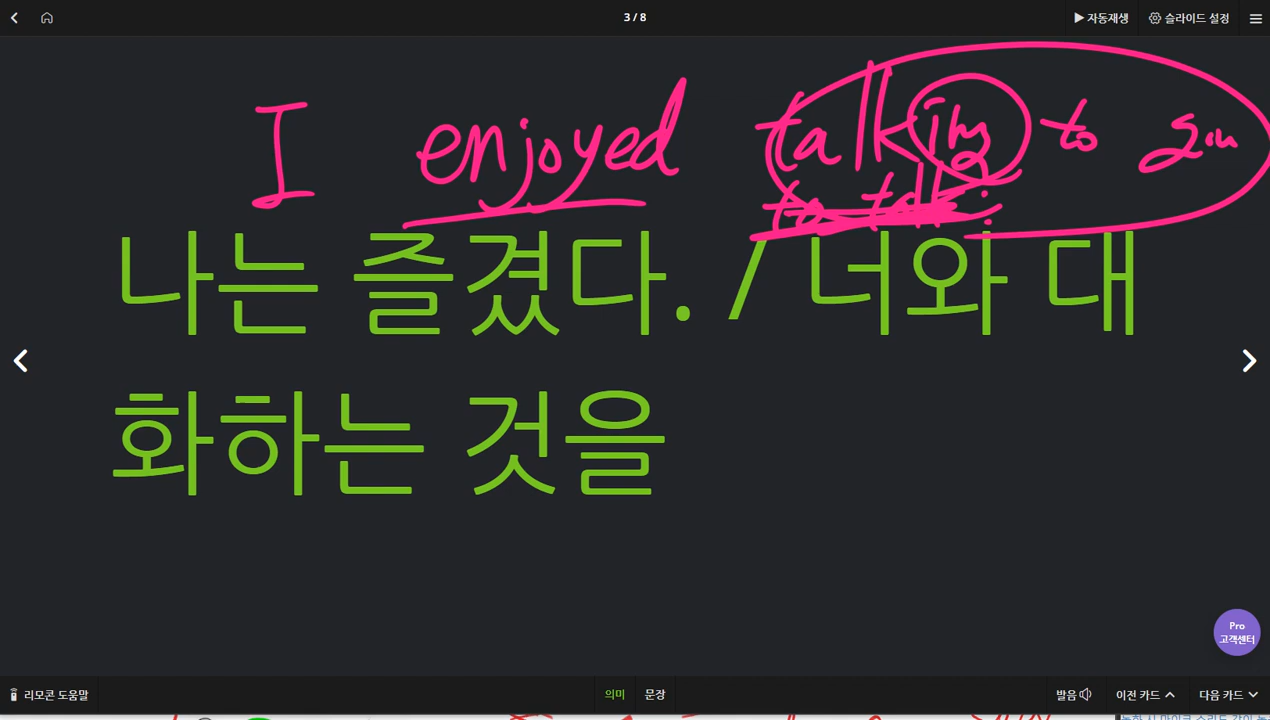 3 / 8
자동재생
슬라이드 설정
I enjoyed talking to
to talk
나는 즐겼다. / 너와 대
화하는 것을
Pro
고객센터
리모콘 도움말
의미
문장
발음
이전 카드
다음 카드